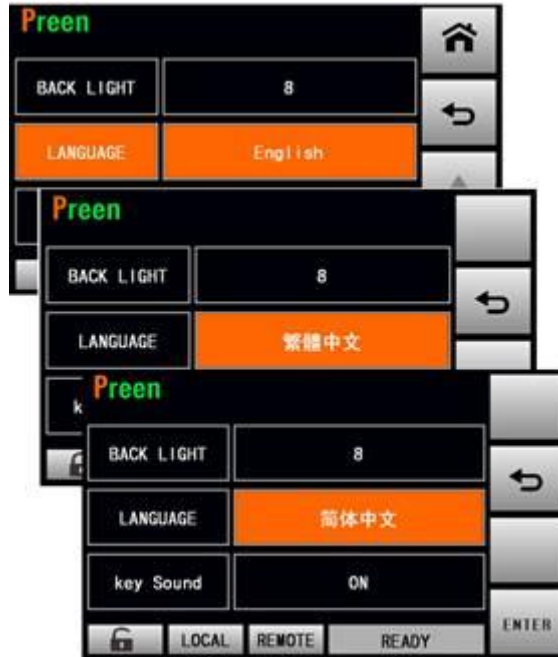 Preen
BACK LIGHT 8
LANGUAGE English
Preen
BACK LIGHT 8
LANGUAGE 繁體中文
k
Preen
BACK LIGHT 8
LANGUAGE 简体中文
key Sound ON
LOCAL REMOTE READY ENTER